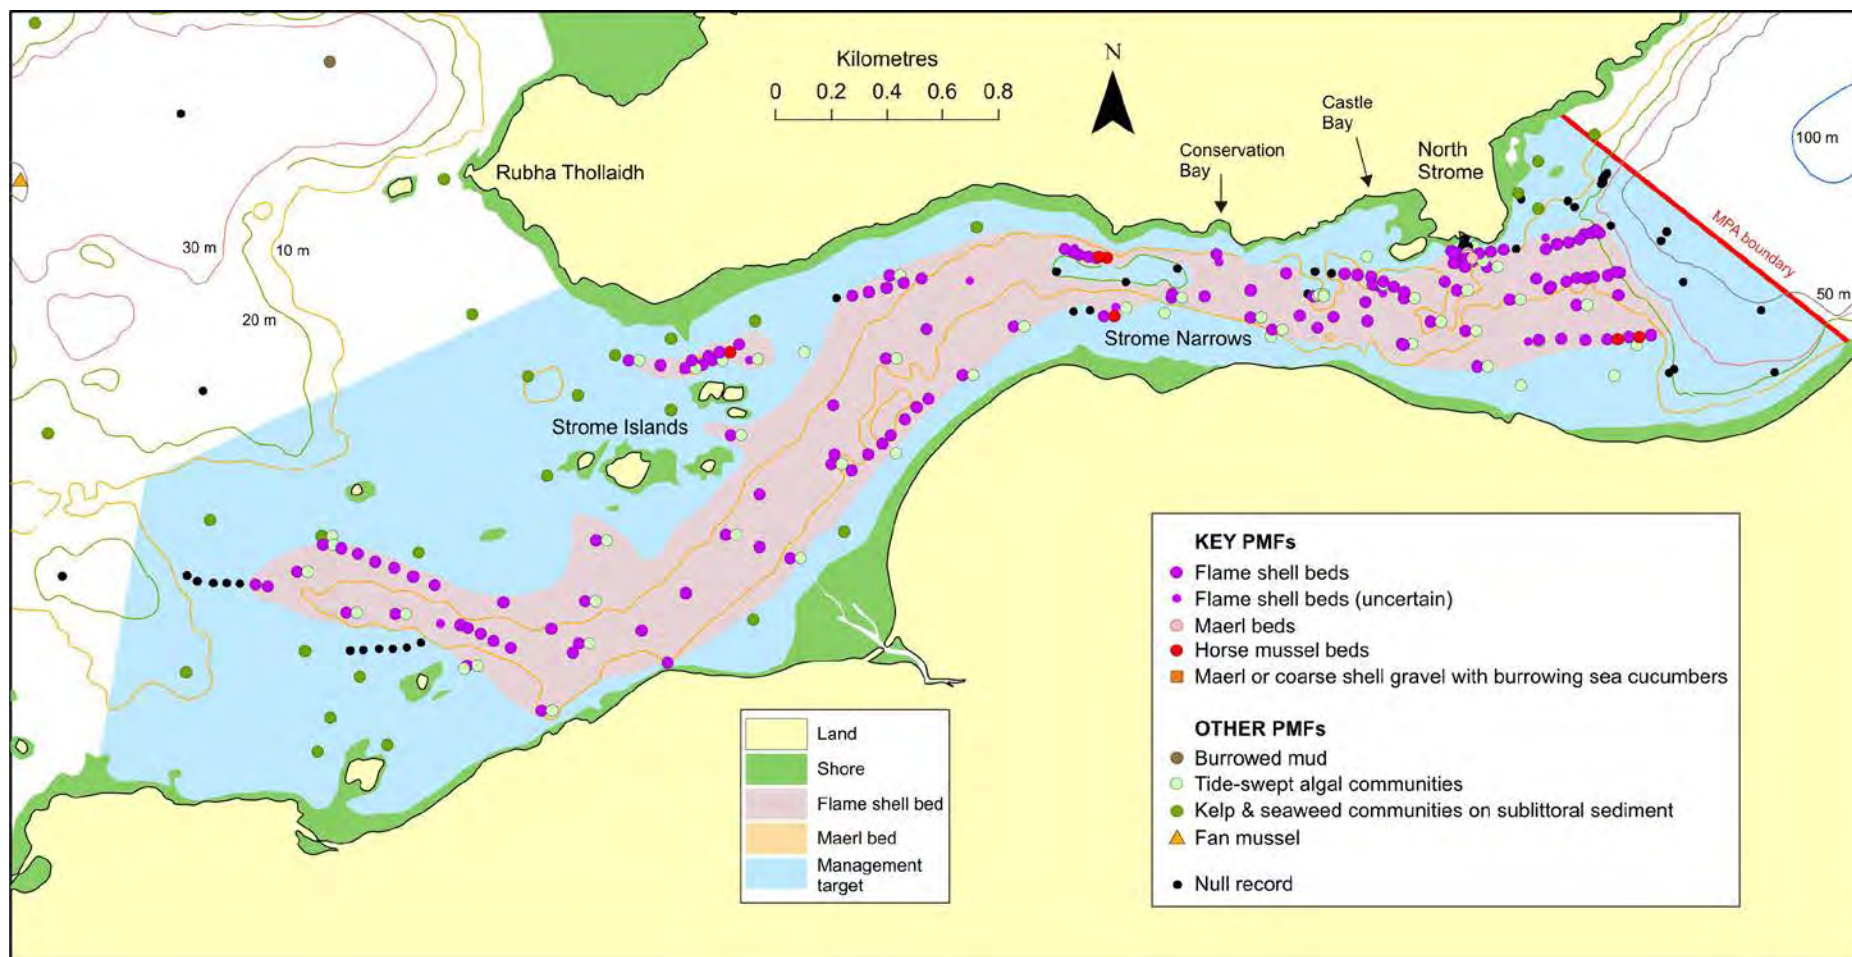 Kilometres
0 0.2 0.4 0.6 0.8
N
Rubha Thollaidh
Conservation
Bay
Castle
Bay
North
Strome
100 m
MPA boundary
50 m
30 m
10 m
20 m
Strome Narrows
Strome Islands
Land
Shore
Flame shell bed
Maerl bed
Management
target
KEY PMFs
Flame shell beds
Flame shell beds (uncertain)
Maerl beds
Horse mussel beds
Maerl or coarse shell gravel with burrowing sea cucumbers
OTHER PMFs
Burrowed mud
Tide-swept algal communities
Kelp & seaweed communities on sublittoral sediment
Fan mussel
Null record